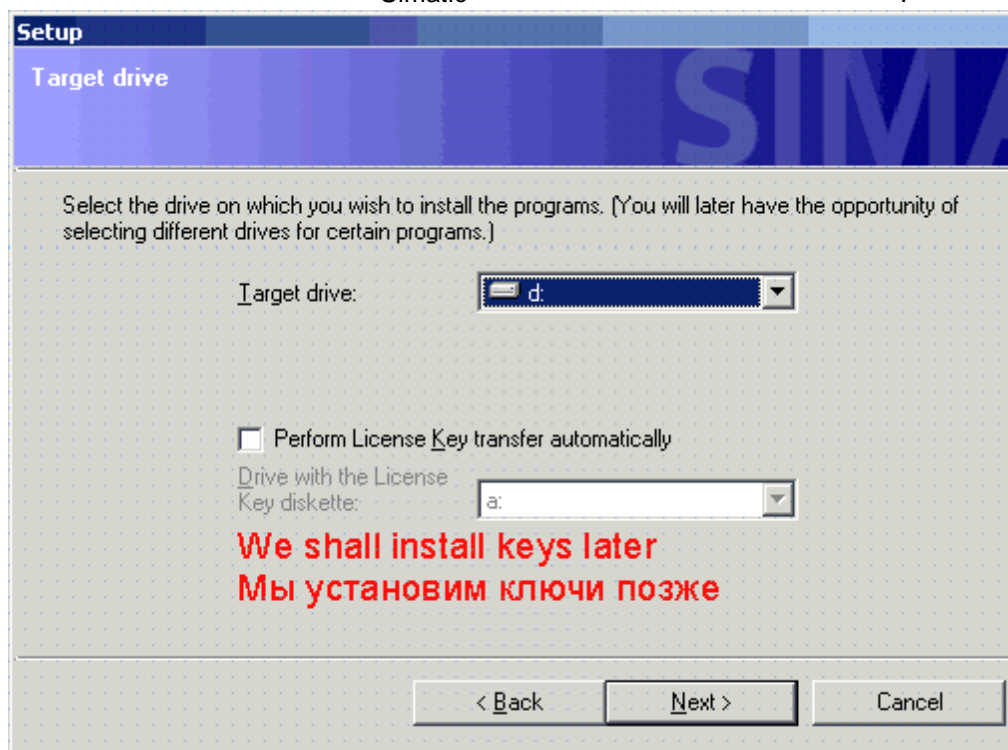 Simatic
Setup
Target drive
SIMA
Select the drive on which you wish to install the programs. (You will later have the opportunity of
selecting different drives for certain programs.)
Target drive:
d:
Perform License Key transfer automatically
Drive with the License
Key diskette:
a:
We shall install keys later
Мы установим ключи позже
< Back
Next >
Cancel